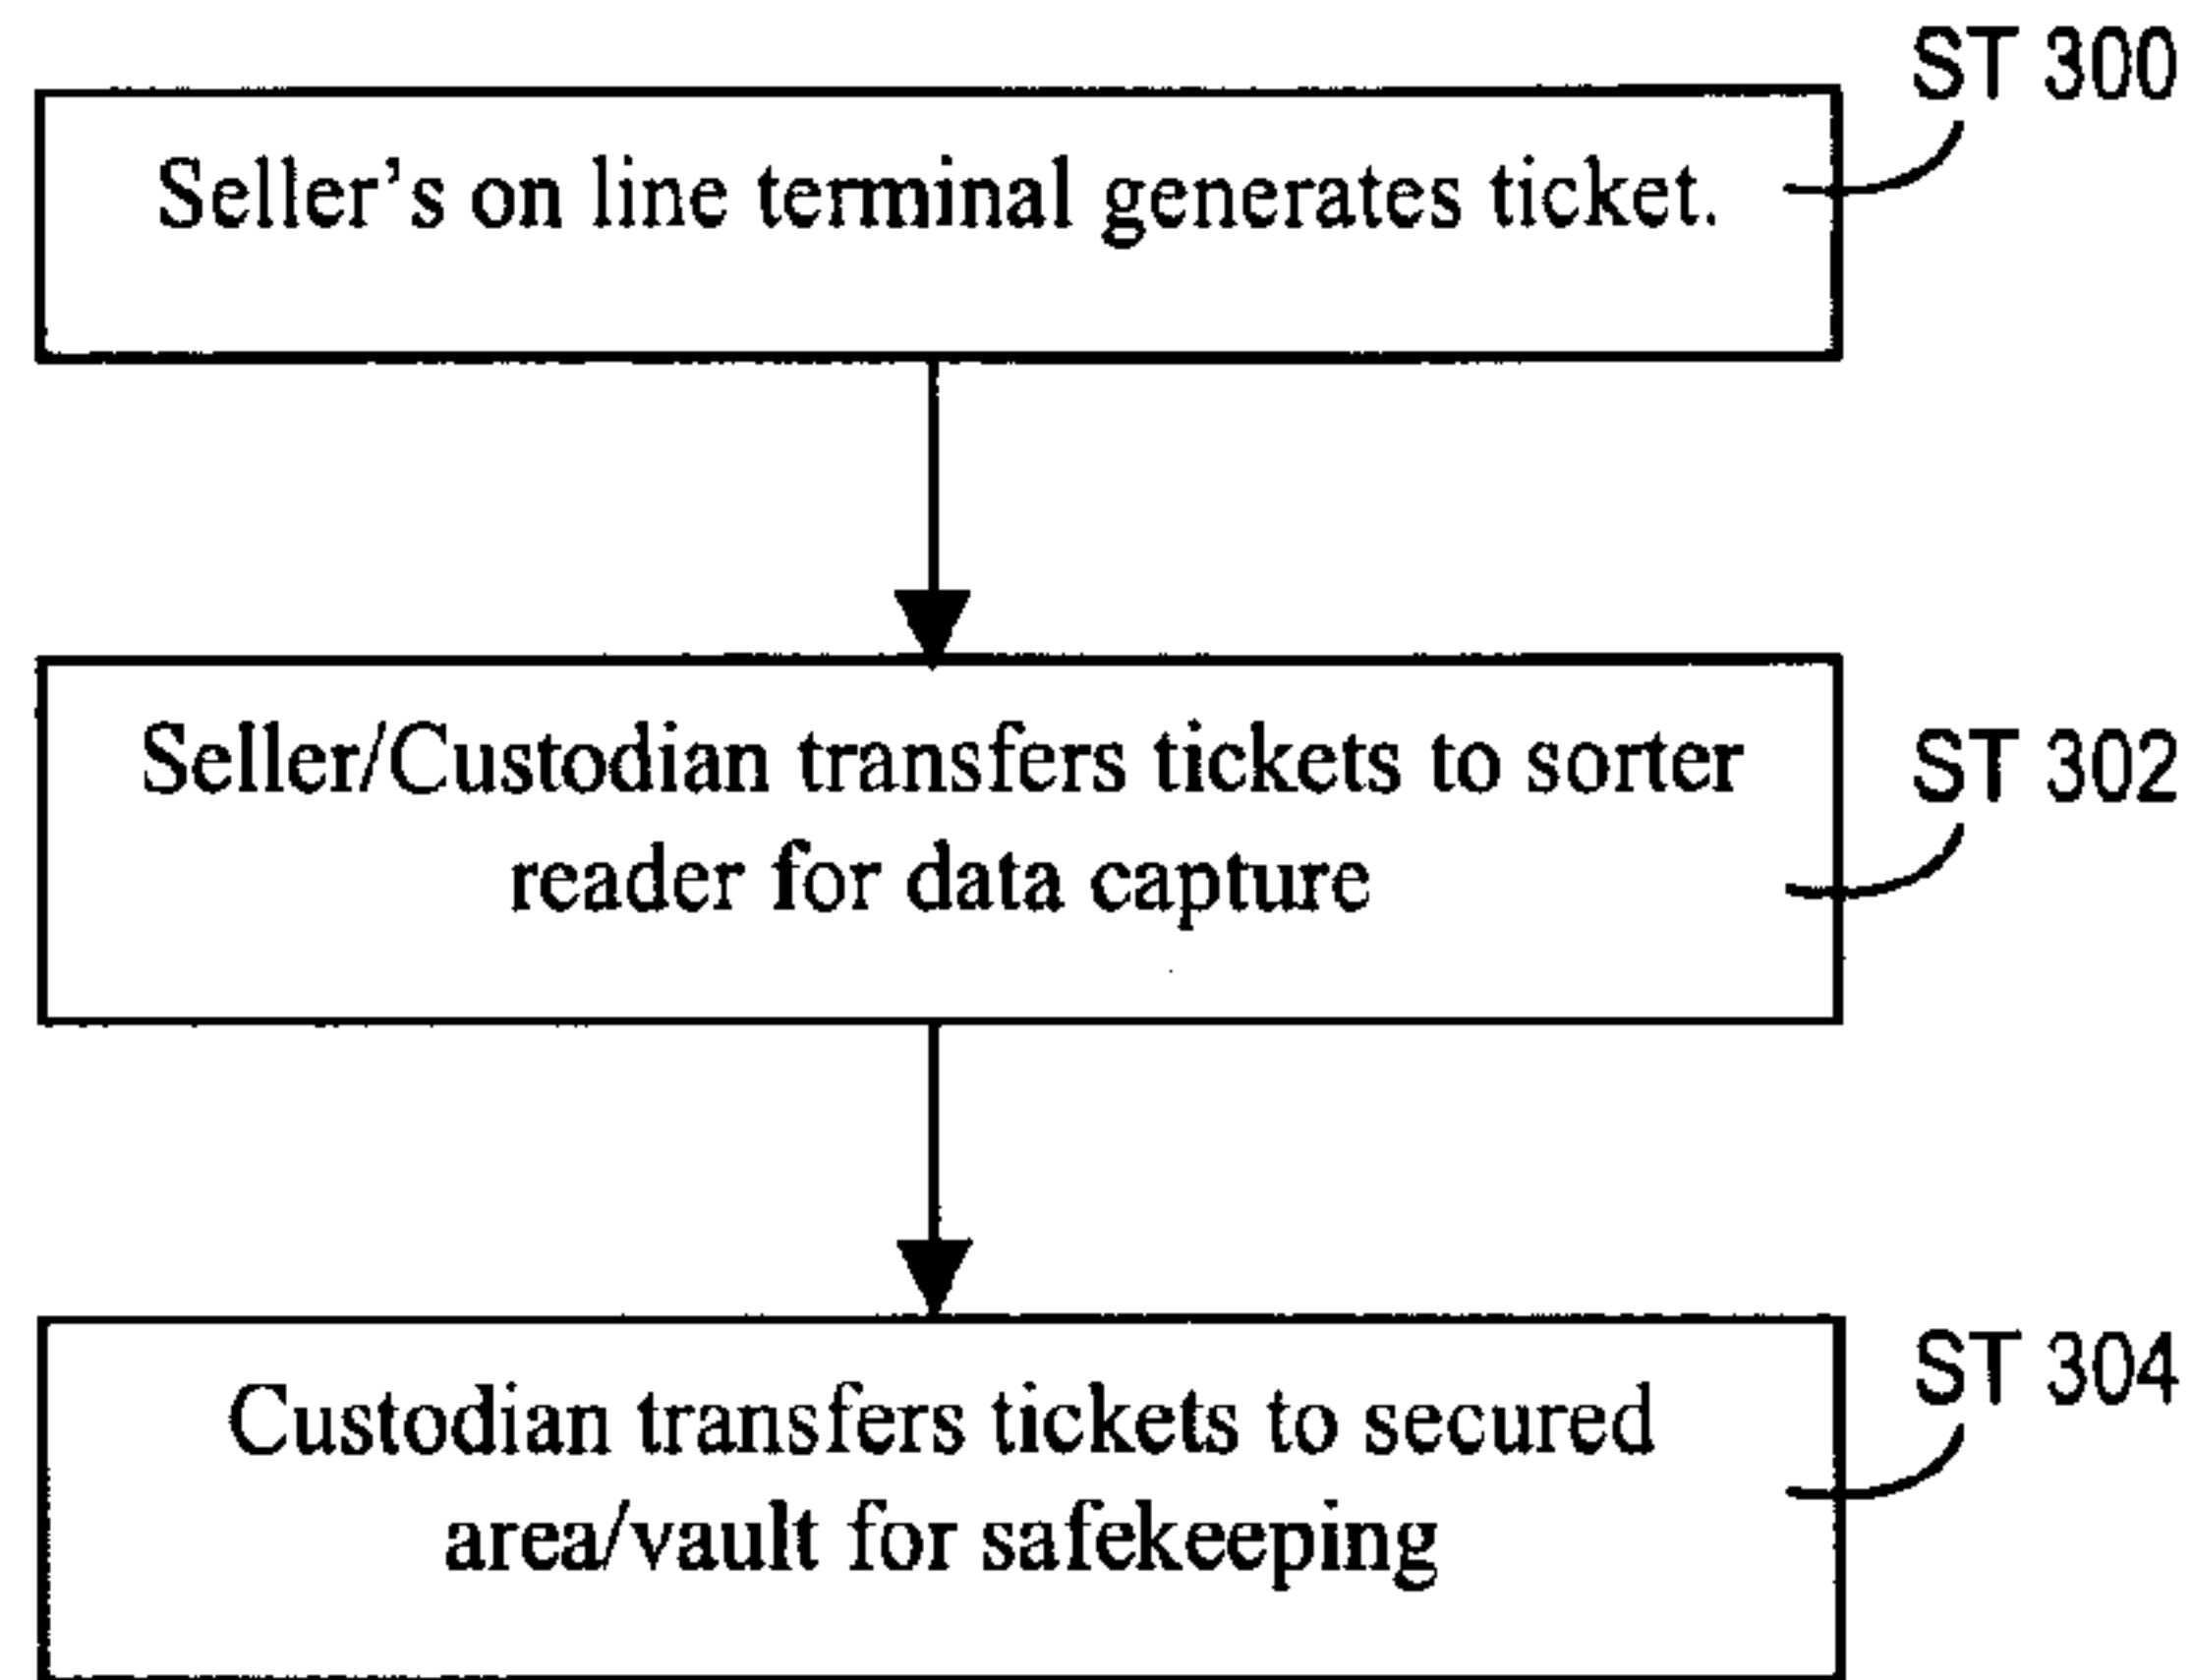 ST 300
Seller’s on line terminal generates ticket.
Seller/Custodian transfers tickets to sorter
reader for data capture
ST 302
Custodian transfers tickets to secured
area/vault for safekeeping
ST 304